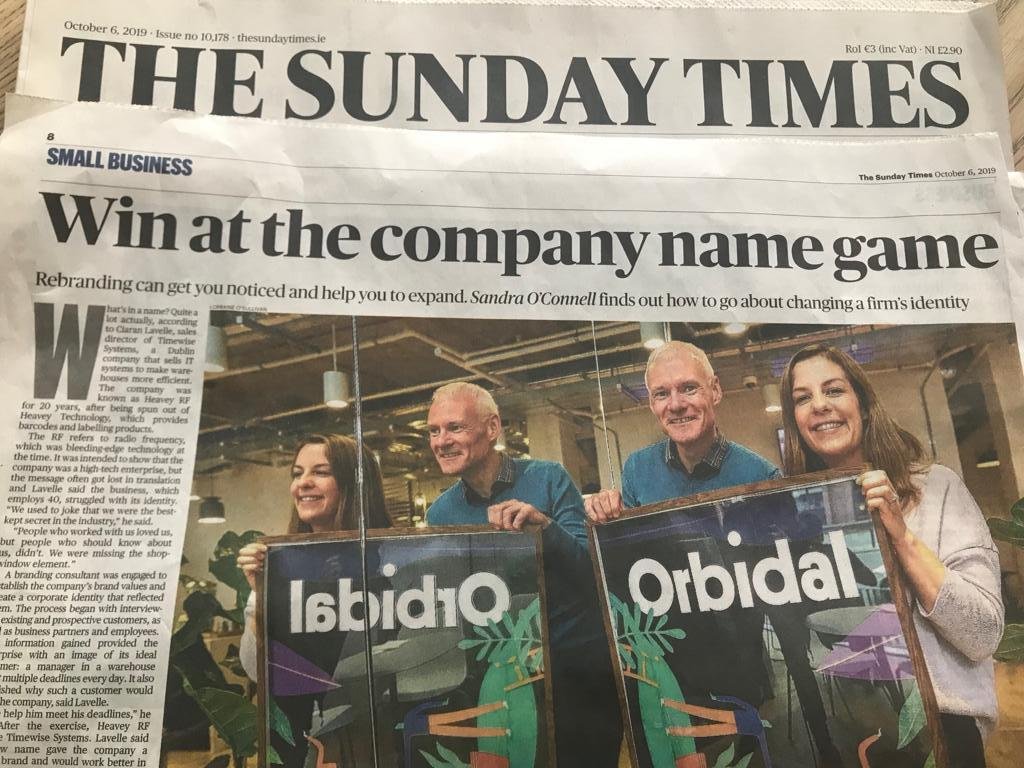 October 6, 2019 · Issue no 10,178 · thesundaytimes.ie
RoI €3 (inc Vat) · NI £2.90
THE SUNDAY TIMES
8
SMALL BUSINESS
The Sunday Times October 6, 2019
Win at the company name game
Rebranding can get you noticed and help you to expand. Sandra O'Connell finds out how to go about changing a firm's identity
LORRAINE O'SULLIVAN
What's in a name? Quite a
lot actually, according
to Ciaran Lavelle, sales
director of Timewise
Systems, a Dublin
company that sells IT
systems to make ware-
houses more efficient.
The company was
known as Heavey RF
for 20 years, after being spun out of
Heavey Technology, which provides
barcodes and labelling products.
The RF refers to radio frequency,
which was bleeding-edge technology at
the time. It was intended to show that the
company was a high-tech enterprise, but
the message often got lost in translation
and Lavelle said the business, which
employs 40, struggled with its identity.
"We used to joke that we were the best-
kept secret in the industry," he said.
"People who worked with us loved us,
but people who should know about
us, didn't. We were missing the shop-
window element."
A branding consultant was engaged to
tablish the company's brand values and
eate a corporate identity that reflected
em. The process began with interview-
existing and prospective customers, as
as business partners and employees.
information gained provided the
rprise with an image of its ideal
mer: a manager in a warehouse
multiple deadlines every day. It also
shed why such a customer would
he company, said Lavelle.
help him meet his deadlines," he
After the exercise, Heavey RF
e Timewise Systems. Lavelle said
w name gave the company a
brand and would work better in
Orbidal
Orbidal